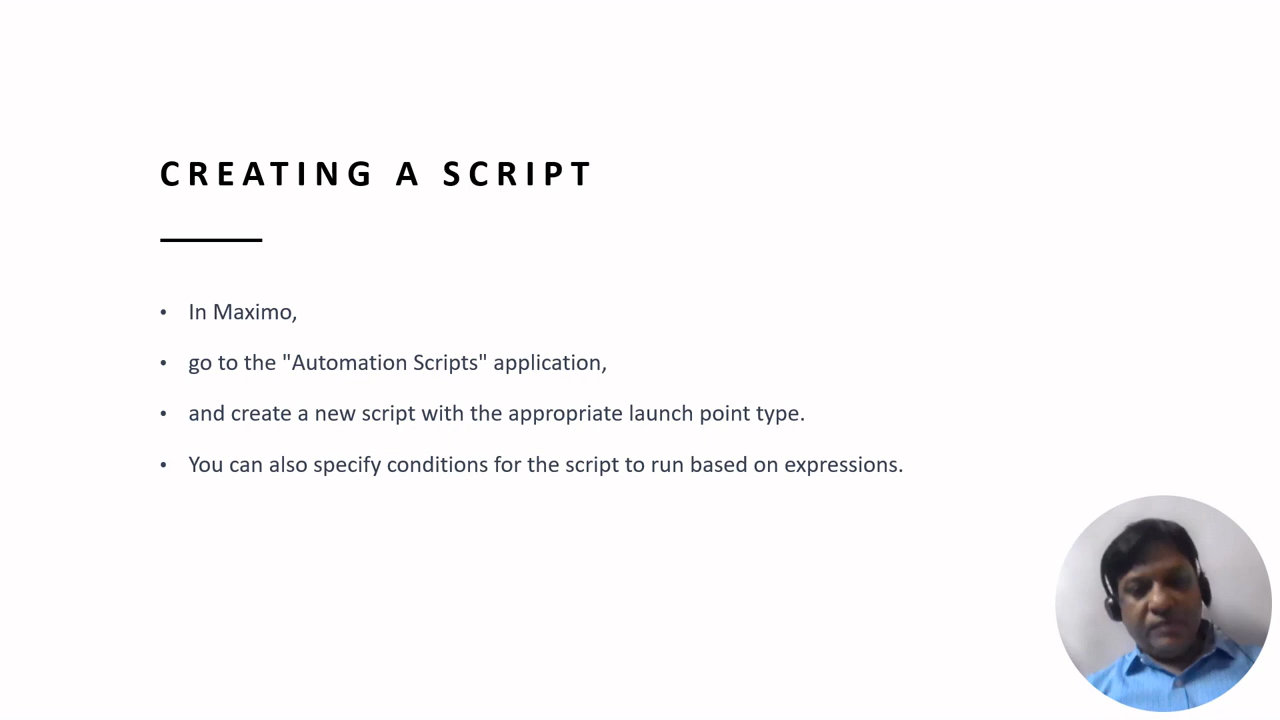 CREATING A SCRIPT
• In Maximo,
• go to the "Automation Scripts" application,
• and create a new script with the appropriate launch point type.
• You can also specify conditions for the script to run based on expressions.